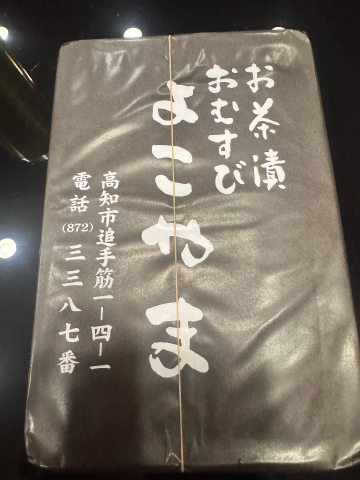 お茶漬
おむすび
よこやま
高知市追手筋一ー四ー一
電話(872)三三八七番